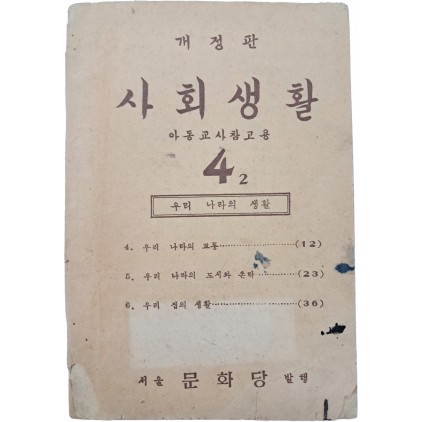 개정판
사회생활
아동교사참고용
4 2
우리 나라의 생활
4. 우리 나라의 교통 (12)
5. 우리 나라의 도시와 촌락 (23)
6. 우리 집의 생활 (36)
서울 문화당 발행